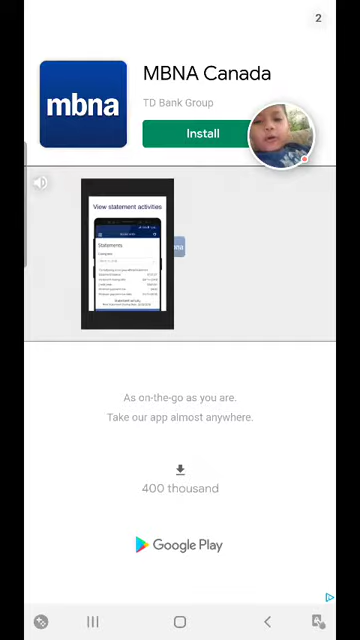 2
MBNA Canada
TD Bank Group
mbna
Install
View statement activities
Statements
As on-the-go as you are.
Take our app almost anywhere.
400 thousand
Google Play